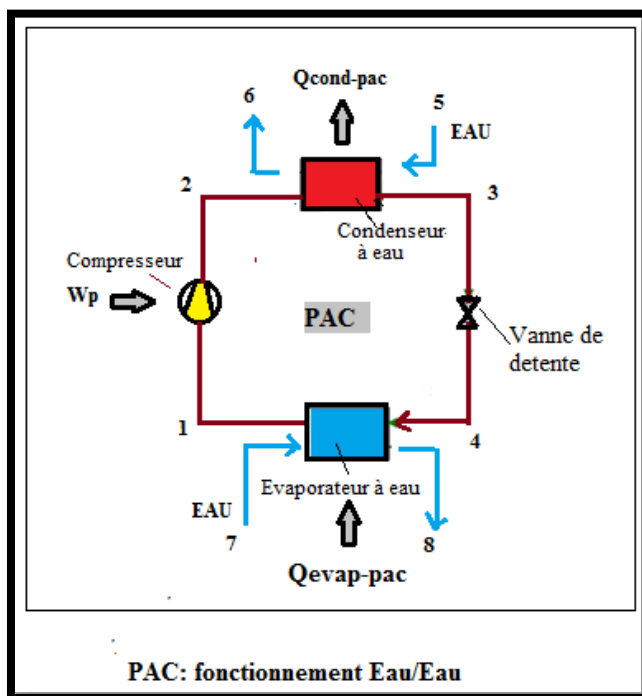 Qcond-pac
6
5
EAU
2
3
Condenseur
à eau
Compresseur
Wp
PAC
Vanne de
detente
1
4
Evaporateur à eau
EAU
7
8
Qevap-pac
PAC: fonctionnement Eau/Eau